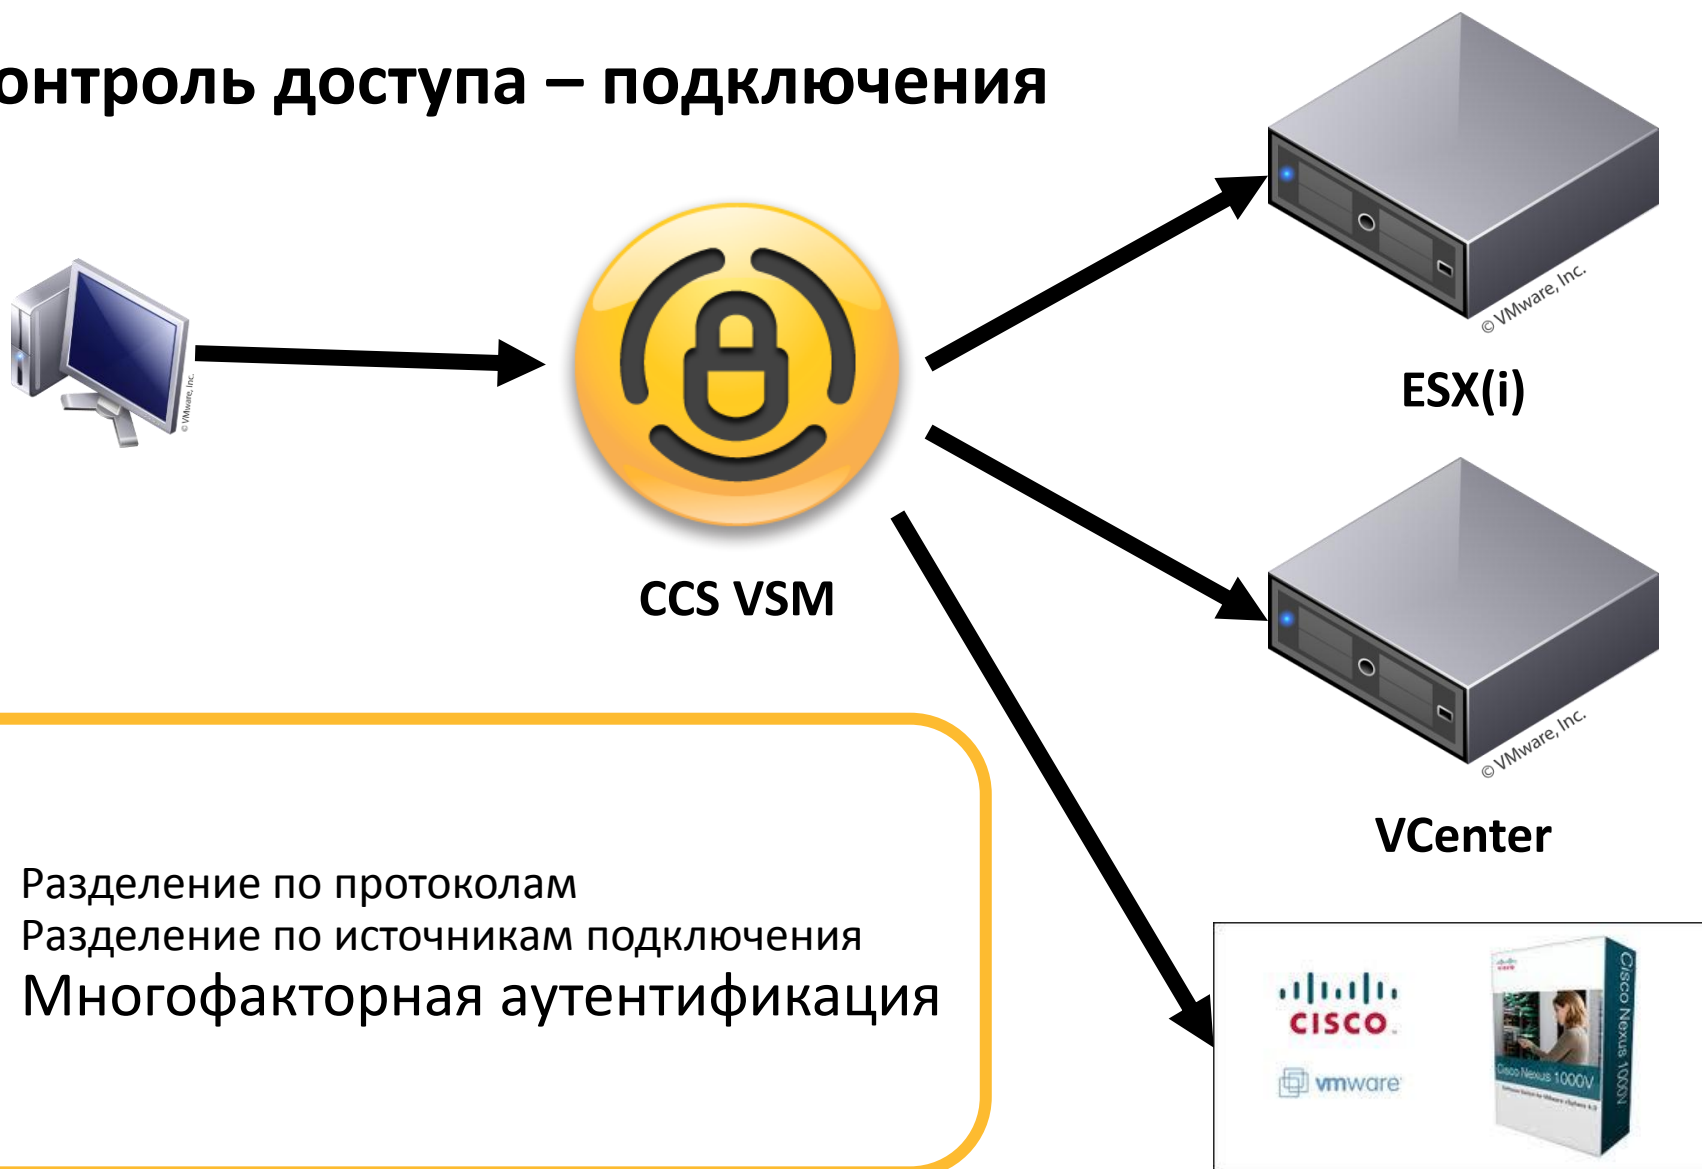 онтроль доступа – подключения
© VMware, Inc.
© VMware, Inc.
ESX(i)
CCS VSM
© VMware, Inc.
VCenter
Разделение по протоколам
Разделение по источникам подключения
Многофакторная аутентификация
CISCO
vmware
Cisco Nexus 1000V
Cisco Nexus 1000V